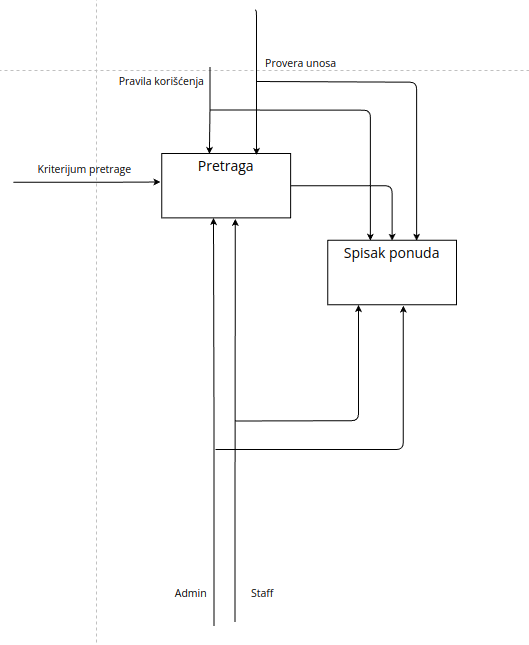 Provera unosa
Pravila korišćenja
Pretraga
Kriterijum pretrage
Spisak ponuda
Admin
Staff